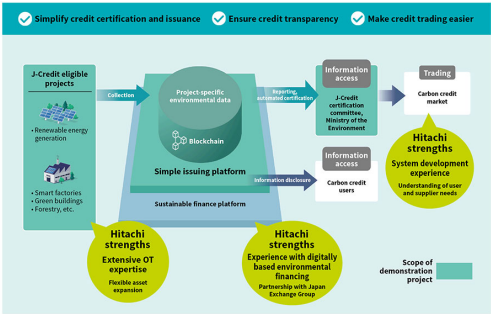 Simplify credit certification and issuance
Ensure credit transparency
Make credit trading easier
J-Credit eligible
projects
• Renewable energy
generation
• Smart factories
• Green buildings
• Forestry, etc.
Collection
Project-specific
environmental data
Blockchain
Simple issuing platform
Sustainable finance platform
Reporting,
automated certification
Information disclosure
Information
access
J-Credit
certification
committee,
Ministry of the
Environment
Information
access
Carbon credit
users
Trading
Carbon credit
market
Hitachi
strengths
System development
experience
Understanding of user
and supplier needs
Hitachi
strengths
Extensive OT
expertise
Flexible asset
expansion
Hitachi
strengths
Experience with digitally
based environmental
financing
Partnership with Japan
Exchange Group
Scope of
demonstration
project